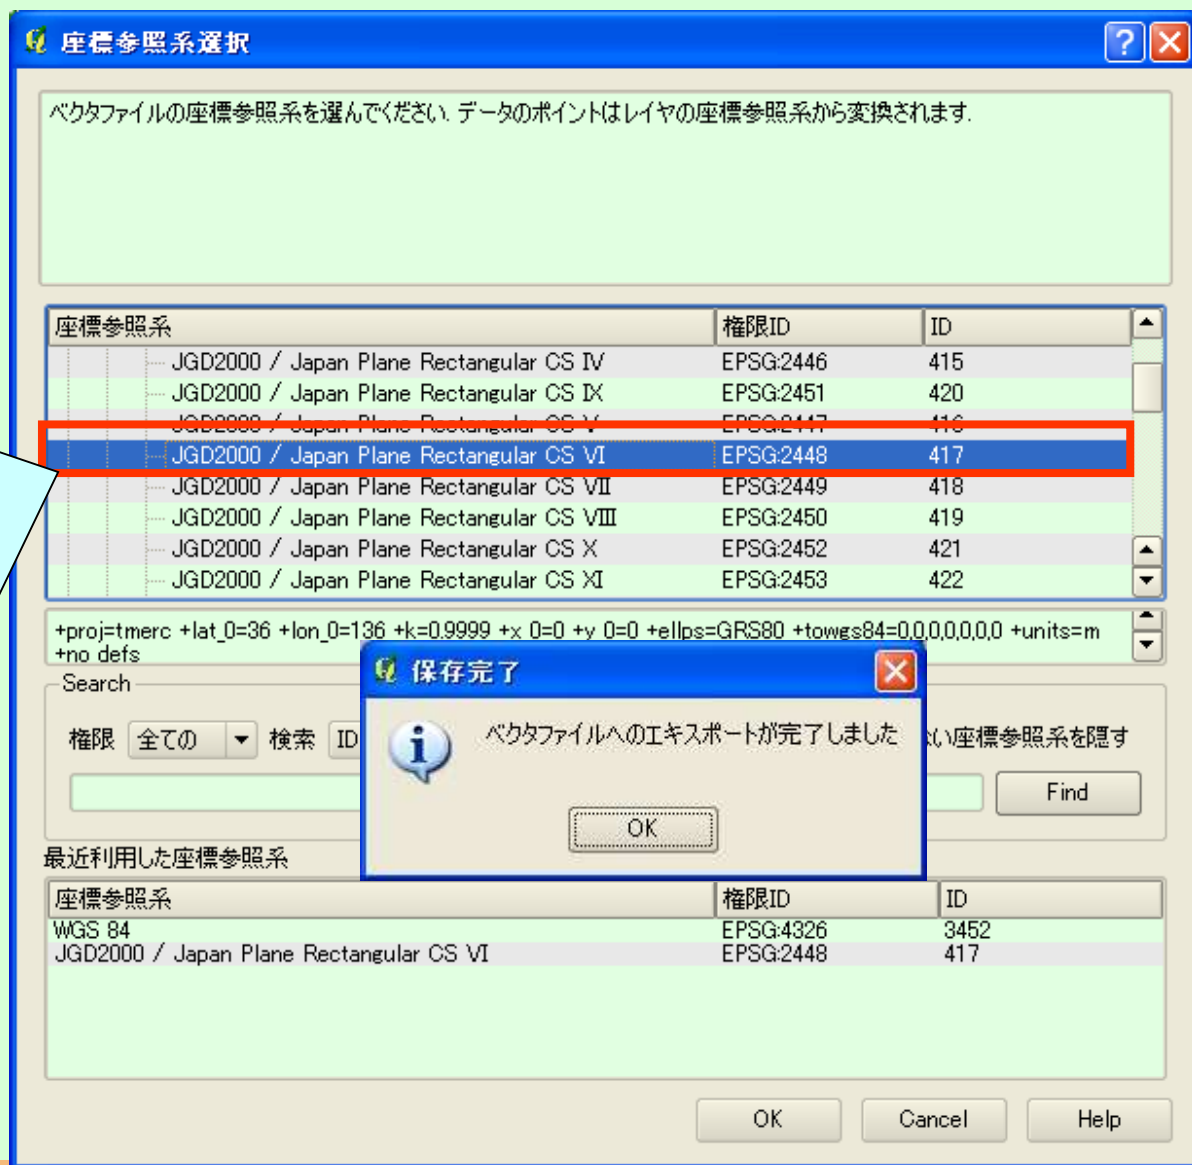 座標参照系選択
ベクタファイルの座標参照系を選んでください. データのポイントはレイヤの座標参照系から変換されます.
座標参照系 権限ID ID
JGD2000 / Japan Plane Rectangular CS IV EPSG:2446 415
JGD2000 / Japan Plane Rectangular CS IX EPSG:2451 420
JGD2000 / Japan Plane Rectangular CS V EPSG:2447 416
JGD2000 / Japan Plane Rectangular CS VI EPSG:2448 417
JGD2000 / Japan Plane Rectangular CS VII EPSG:2449 418
JGD2000 / Japan Plane Rectangular CS VIII EPSG:2450 419
JGD2000 / Japan Plane Rectangular CS X EPSG:2452 421
JGD2000 / Japan Plane Rectangular CS XI EPSG:2453 422
+proj=tmerc +lat_0=36 +lon_0=136 +k=0.9999 +x_0=0 +y_0=0 +ellps=GRS80 +towgs84=0,0,0,0,0,0,0 +units=m
+no_defs
保存完了
ベクタファイルへのエキスポートが完了しました
OK
Search
権限 全ての 検索 ID
い座標参照系を隠す
Find
最近利用した座標参照系
座標参照系 権限ID ID
WGS 84 EPSG:4326 3452
JGD2000 / Japan Plane Rectangular CS VI EPSG:2448 417
OK Cancel Help